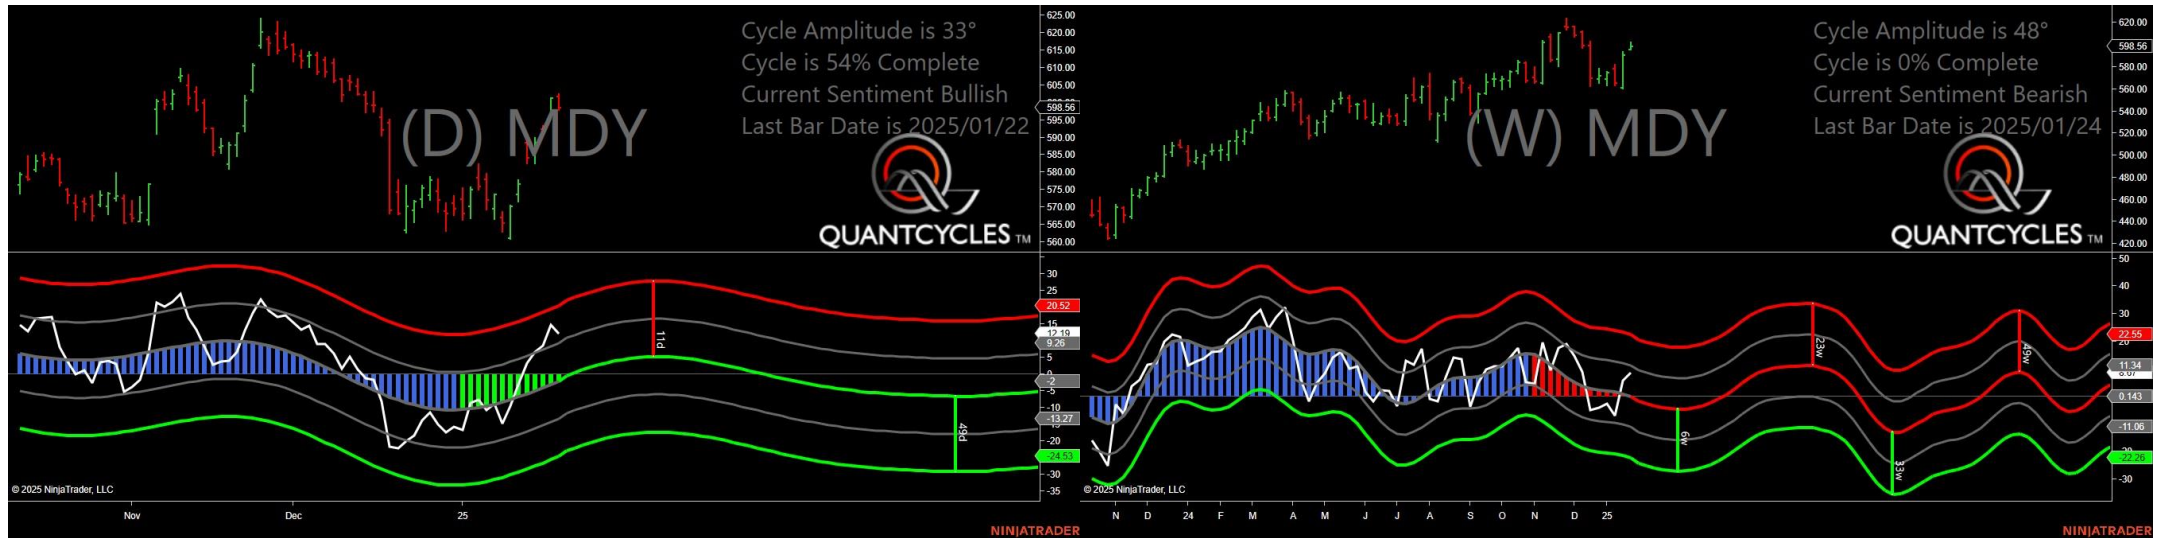 Cycle Amplitude is 33°
Cycle is 54% Complete
Current Sentiment Bullish
Last Bar Date is 2025/01/22
(D) MDY
QUANTCYCLES TM
625.00
620.00
615.00
610.00
605.00
598.56
595.00
590.00
585.00
580.00
575.00
570.00
565.00
560.00
30
20.52
15
12.19
9.26
5
0
-2
-5
-10
-13.27
-20
-24.53
-30
-35
11d
49d
© 2025 NinjaTrader, LLC
Nov Dec 25
NINJATRADER
Cycle Amplitude is 48°
Cycle is 0% Complete
Current Sentiment Bearish
Last Bar Date is 2025/01/24
(W) MDY
QUANTCYCLES TM
620.00
598.56
580.00
560.00
540.00
520.00
500.00
480.00
460.00
440.00
420.00
50
40
30
22.55
20
11.34
0.143
-11.06
-22.26
-30
23w
49w
6w
33w
© 2025 NinjaTrader, LLC
N D 24 F M A M J J A S O N D 25
NINJATRADER